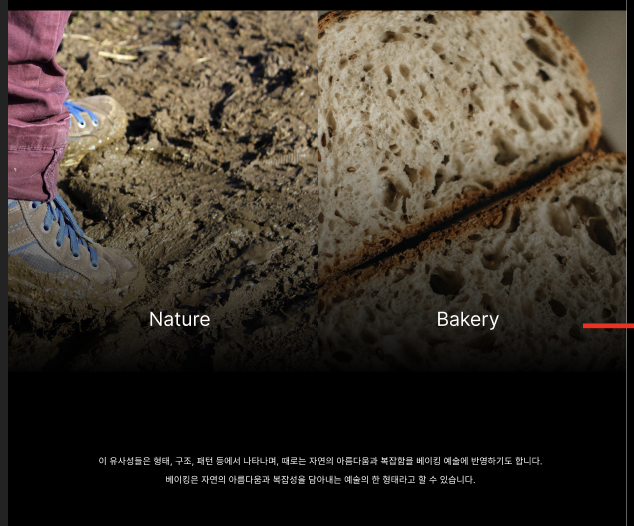 Nature
Bakery
이 유사성들은 형태, 구조, 패턴 등에서 나타나며, 때로는 자연의 아름다움과 복잡함을 베이킹 예술에 반영하기도 합니다.
베이킹은 자연의 아름다움과 복잡성을 담아내는 예술의 한 형태라고 할 수 있습니다.